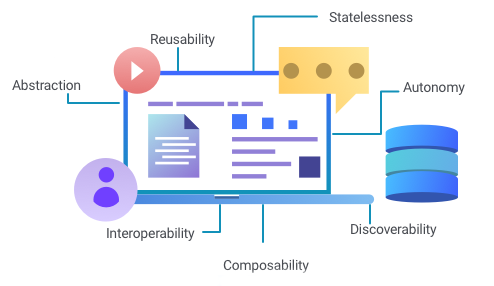 Statelessness
Reusability
Abstraction
Autonomy
Interoperability
Discoverability
Composability